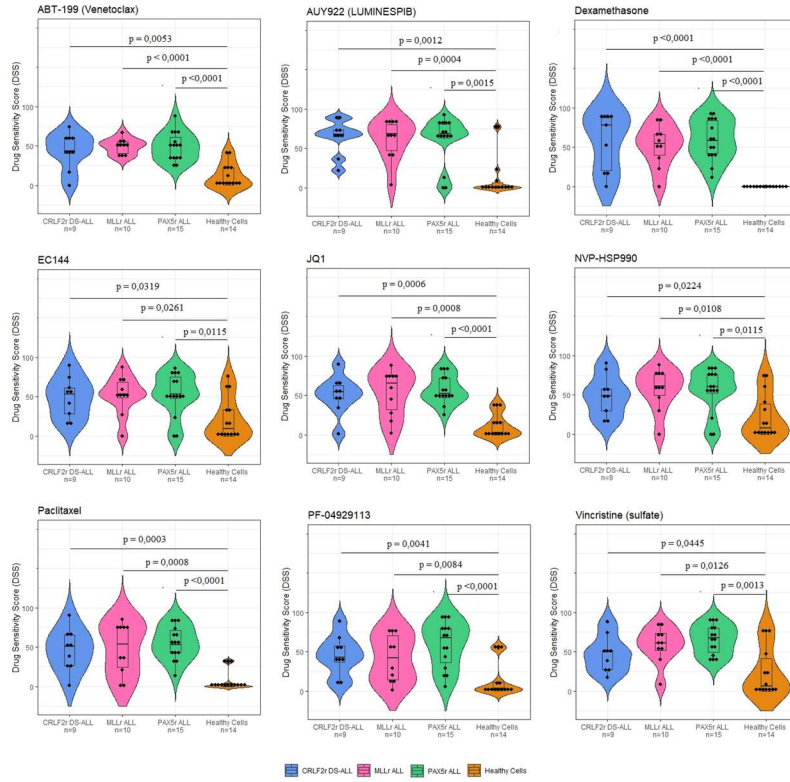 ABT-199 (Venetoclax)
p = 0,0053
p <0,0001
p <0,0001
Drug Sensitivity Score (DSS)
100
50
0
CRLF2r DS-ALL MLLr ALL PAX5r ALL Healthy Cells
n=9 n=10 n=15 n=14
AUY922 (LUMINESPIB)
p = 0,0012
p = 0,0004
p = 0,0015
Drug Sensitivity Score (DSS)
100
50
0
CRLF2r DS-ALL MLLr ALL PAX5r ALL Healthy Cells
n=9 n=10 n=15 n=14
Dexamethasone
p <0,0001
p <0,0001
p <0,0001
Drug Sensitivity Score (DSS)
100
50
0
CRLF2r DS-ALL MLLr ALL PAX5r ALL Healthy Cells
n=9 n=10 n=15 n=14
EC144
p = 0,0319
p = 0,0261
p = 0,0115
Drug Sensitivity Score (DSS)
100
50
0
CRLF2r DS-ALL MLLr ALL PAX5r ALL Healthy Cells
n=9 n=10 n=15 n=14
JQ1
p = 0,0006
p = 0,0008
p <0,0001
Drug Sensitivity Score (DSS)
100
50
0
CRLF2r DS-ALL MLLr ALL PAX5r ALL Healthy Cells
n=9 n=10 n=15 n=14
NVP-HSP990
p = 0,0224
p = 0,0108
p = 0,0115
Drug Sensitivity Score (DSS)
100
50
0
CRLF2r DS-ALL MLLr ALL PAX5r ALL Healthy Cells
n=9 n=10 n=15 n=14
Paclitaxel
p = 0,0003
p = 0,0008
p <0,0001
Drug Sensitivity Score (DSS)
100
50
0
CRLF2r DS-ALL MLLr ALL PAX5r ALL Healthy Cells
n=9 n=10 n=15 n=14
PF-04929113
p = 0,0041
p = 0,0084
p <0,0001
Drug Sensitivity Score (DSS)
100
50
0
CRLF2r DS-ALL MLLr ALL PAX5r ALL Healthy Cells
n=9 n=10 n=15 n=14
Vincristine (sulfate)
p = 0,0445
p = 0,0126
p = 0,0013
Drug Sensitivity Score (DSS)
100
50
0
CRLF2r DS-ALL MLLr ALL PAX5r ALL Healthy Cells
n=9 n=10 n=15 n=14
CRLF2r DS-ALL MLLr ALL PAX5r ALL Healthy Cells